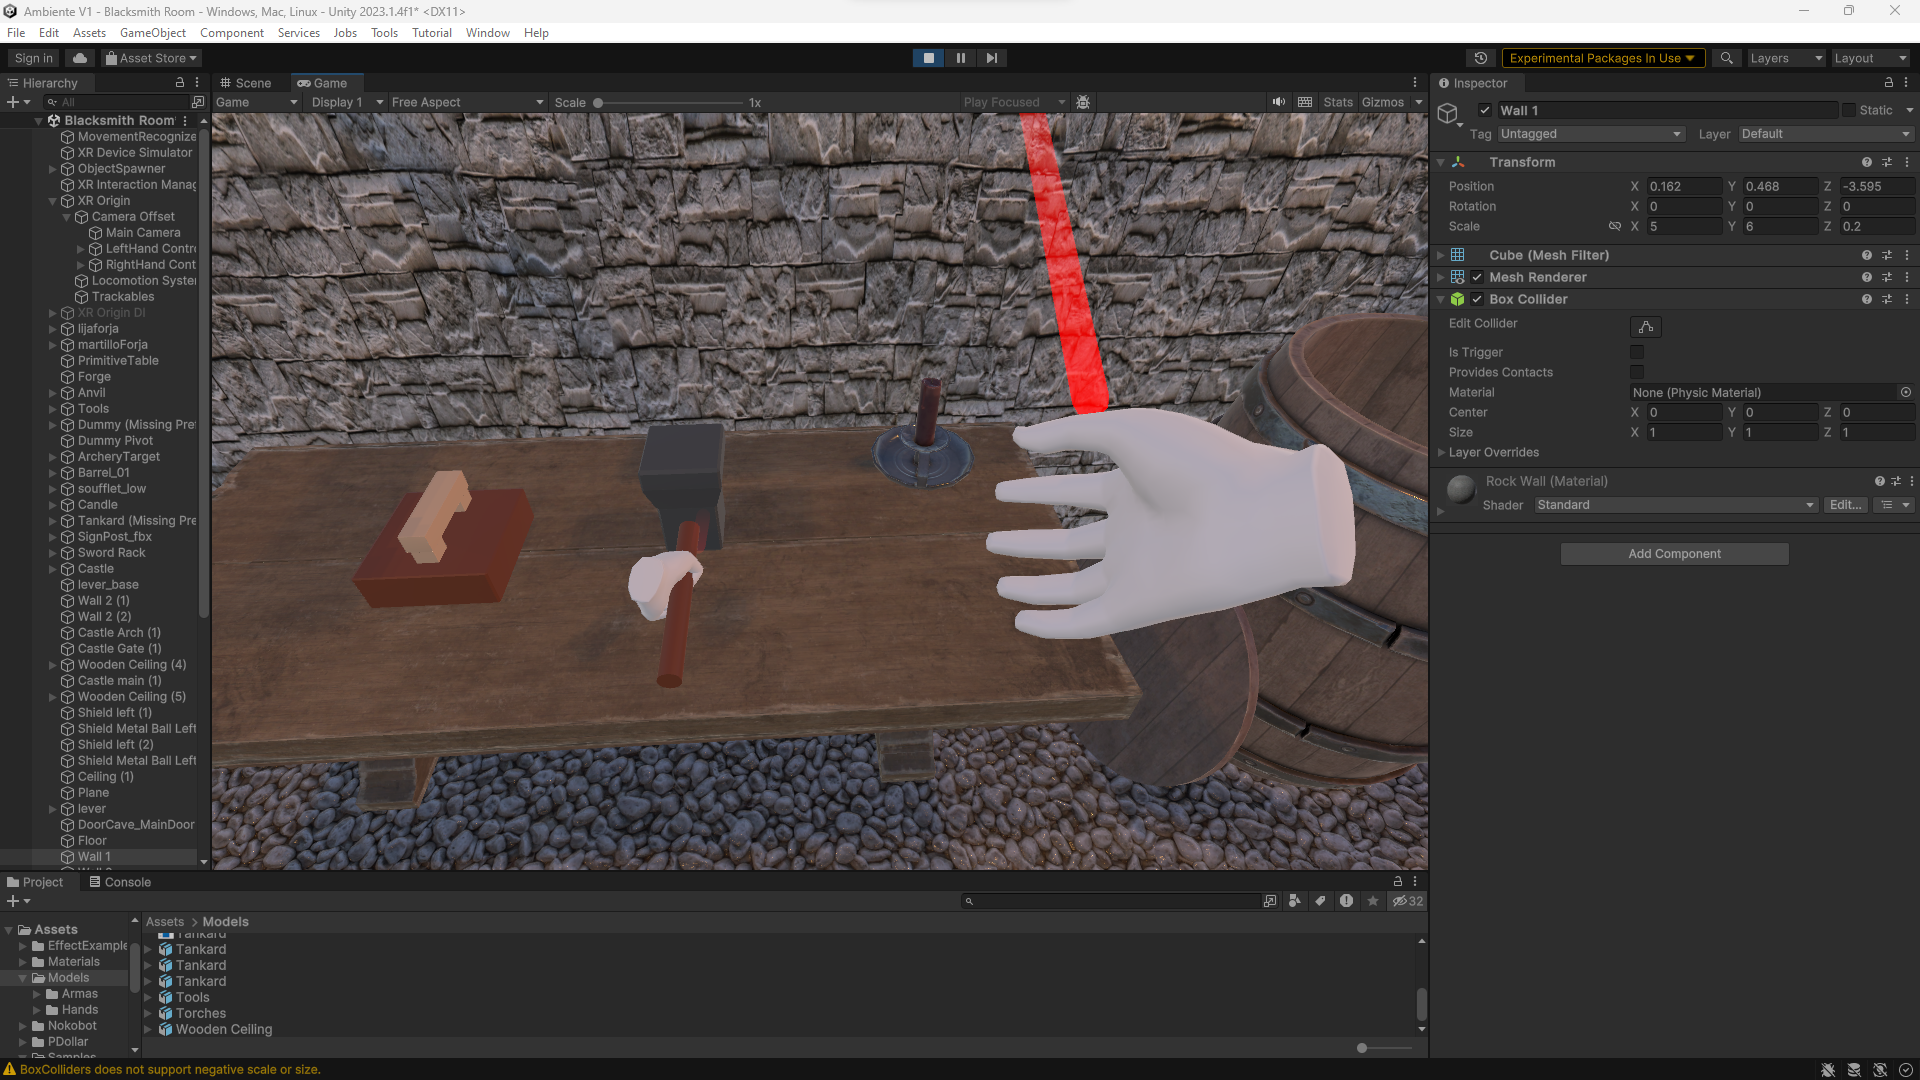 Ambiente V1 - Blacksmith Room - Windows, Mac, Linux - Unity 2023.1.4f1* <DX11>
File Edit Assets GameObject Component Services Jobs Tools Tutorial Window Help
Sign in Asset Store Experimental Packages In Use Layers Layout
Hierarchy
All
Blacksmith Room
MovementRecognize
XR Device Simulator
ObjectSpawner
XR Interaction Manag
XR Origin
Camera Offset
Main Camera
LeftHand Contro
RightHand Cont
Locomotion Syste
Trackables
XR Origin DI
lijaforja
martilloForja
PrimitiveTable
Forge
Anvil
Tools
Dummy (Missing Pre
Dummy Pivot
ArcheryTarget
Barrel_01
soufflet_low
Candle
Tankard (Missing Pre
SignPost_fbx
Sword Rack
Castle
lever_base
Wall 2 (1)
Wall 2 (2)
Castle Arch (1)
Castle Gate (1)
Wooden Ceiling (4)
Castle main (1)
Wooden Ceiling (5)
Shield left (1)
Shield Metal Ball Left
Shield left (2)
Shield Metal Ball Left
Ceiling (1)
Plane
lever
DoorCave_MainDoor
Floor
Wall 1
Scene Game
Game Display 1 Free Aspect Scale 1x Play Focused Stats Gizmos
Inspector
Wall 1 Static
Tag Untagged Layer Default
Transform
Position X 0.162 Y 0.468 Z -3.595
Rotation X 0 Y 0 Z 0
Scale X 5 Y 6 Z 0.2
Cube (Mesh Filter)
Mesh Renderer
Box Collider
Edit Collider
Is Trigger
Provides Contacts
Material None (Physic Material)
Center X 0 Y 0 Z 0
Size X 1 Y 1 Z 1
Layer Overrides
Rock Wall (Material)
Shader Standard Edit...
Add Component
Project Console
32
Assets
EffectExample
Materials
Models
Armas
Hands
Nokobot
PDollar
Samples
Assets > Models
Tankard
Tankard
Tankard
Tankard
Tools
Torches
Wooden Ceiling
BoxColliders does not support negative scale or size.